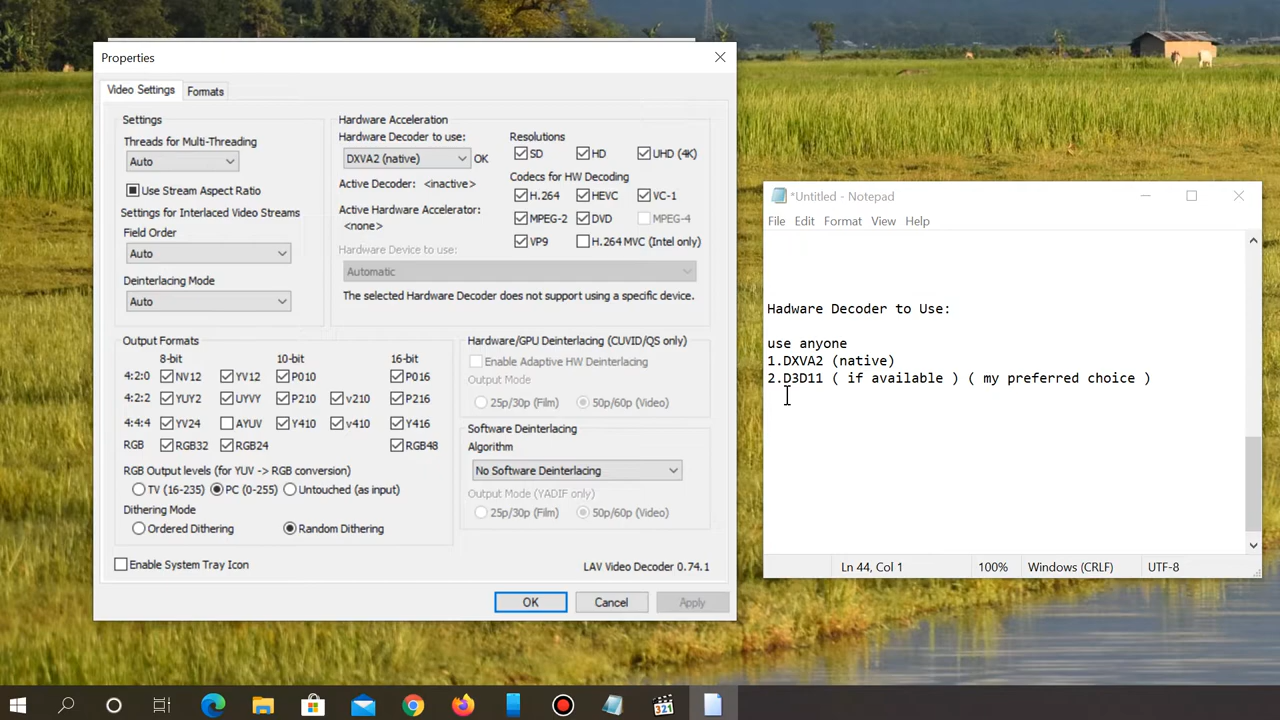 Properties
Video Settings
Formats
Settings
Threads for Multi-Threading
Auto
Use Stream Aspect Ratio
Settings for Interlaced Video Streams
Field Order
Auto
Deinterlacing Mode
Auto
Hardware Acceleration
Hardware Decoder to use:
DXVA2 (native)
OK
Active Decoder: <inactive>
Active Hardware Accelerator:
<none>
Hardware Device to use:
Automatic
The selected Hardware Decoder does not support using a specific device.
Resolutions
SD HD UHD (4K)
Codecs for HW Decoding
H.264 HEVC VC-1
MPEG-2 DVD MPEG-4
VP9 H.264 MVC (Intel only)
Output Formats
8-bit 10-bit 16-bit
4:2:0 NV12 YV12 P010 P016
4:2:2 YUY2 UYVY P210 v210 P216
4:4:4 YV24 AYUV Y410 v410 Y416
RGB RGB32 RGB24 RGB48
RGB Output levels (for YUV -> RGB conversion)
TV (16-235) PC (0-255) Untouched (as input)
Dithering Mode
Ordered Dithering Random Dithering
Enable System Tray Icon
Hardware/GPU Deinterlacing (CUVID/QS only)
Enable Adaptive HW Deinterlacing
Output Mode
25p/30p (Film) 50p/60p (Video)
Software Deinterlacing
Algorithm
No Software Deinterlacing
Output Mode (YADIF only)
25p/30p (Film) 50p/60p (Video)
LAV Video Decoder 0.74.1
OK Cancel Apply
*Untitled - Notepad
File Edit Format View Help
Hadware Decoder to Use:
use anyone
1.DXVA2 (native)
2.D3D11 ( if available ) ( my preferred choice )
Ln 44, Col 1 100% Windows (CRLF) UTF-8
321